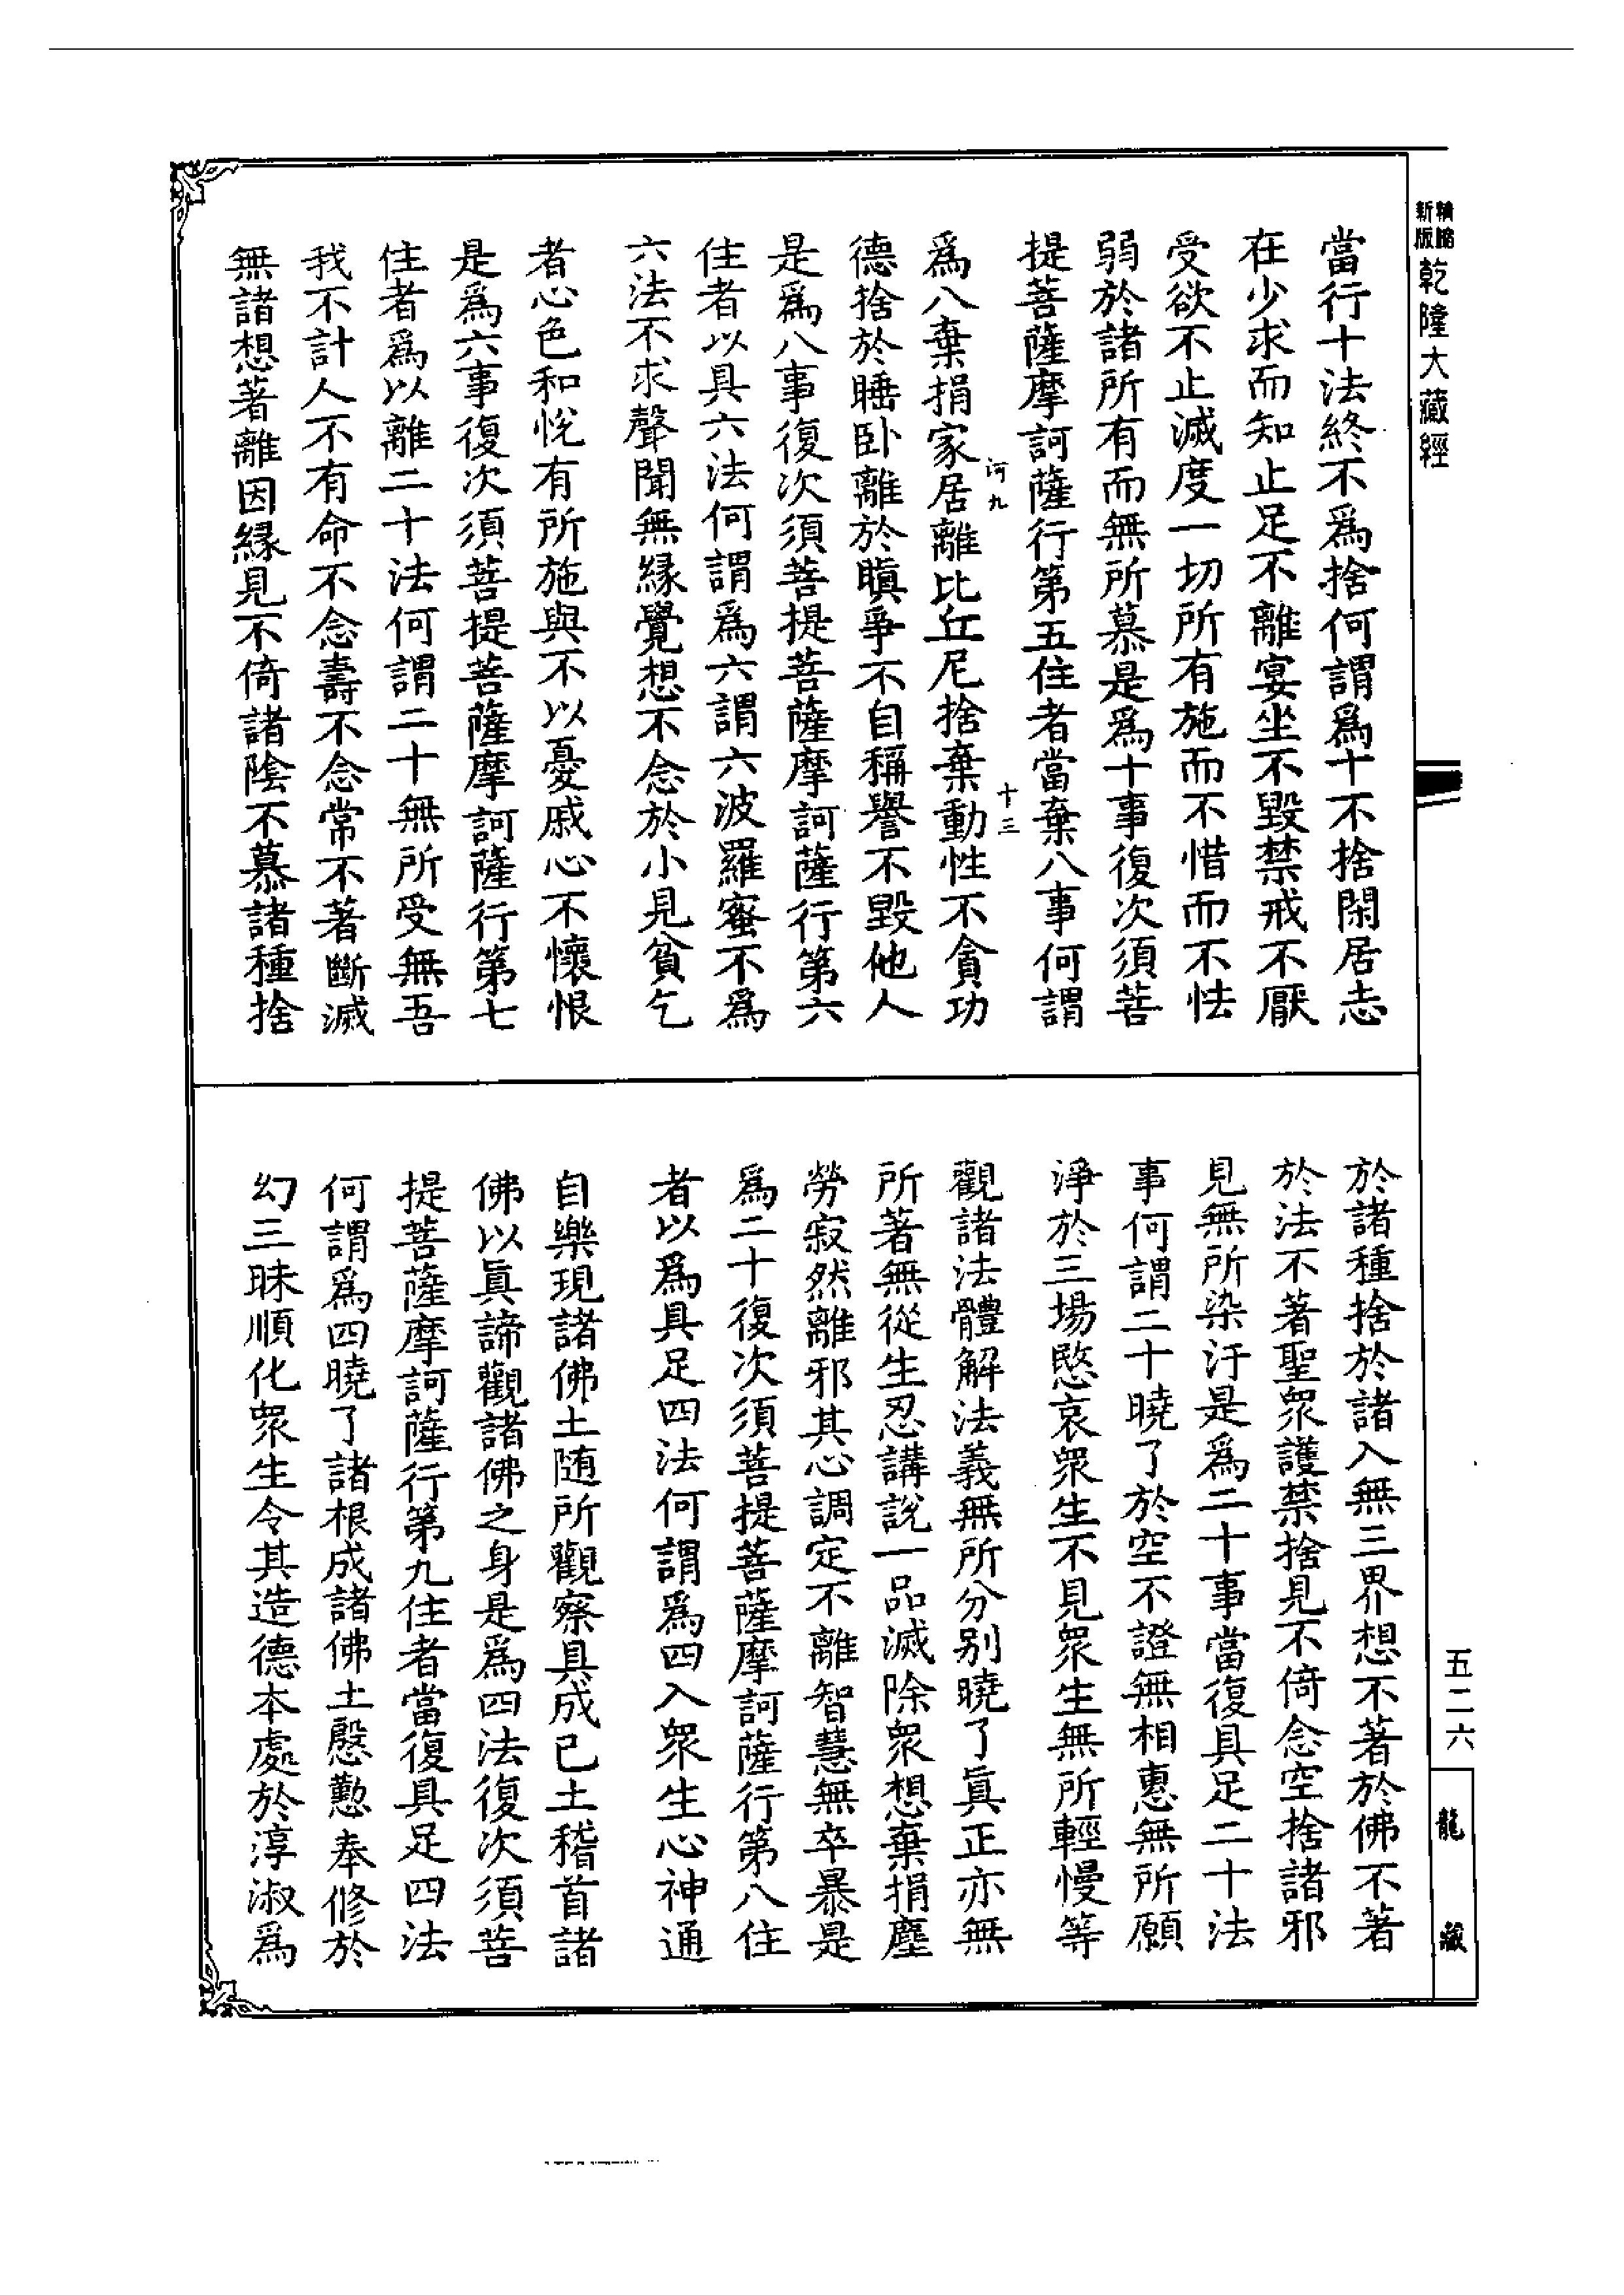 精縮
新版
乾隆大藏經
當行十法終不爲捨何謂爲十不捨閑居志
在少求而知止足不離宴坐不毀禁戒不厭
受欲不止滅度一切所有施而不惜而不怯
弱於諸所有而無所慕是爲十事復次須菩
提菩薩摩訶薩行第五住者當棄八事何謂
河九
十三
爲八棄捐家居離比丘尼捨棄動性不貪功
德捨於睡臥離於瞋爭不自稱譽不毀他人
是爲八事復次須菩提菩薩摩訶薩行第六
住者以具六法何謂爲六謂六波羅蜜不爲
六法不求聲聞無緣覺想不念於小見貧乞
者心色和悅有所施與不以憂慼心不懷恨
是爲六事復次須菩提菩薩摩訶薩行第七
住者爲以離二十法何謂二十無所受無吾
我不計人不有命不念壽不念常不著斷滅
無諸想著離因緣見不倚諸陰不慕諸種捨
於諸種捨於諸入無三界想不著於佛不著
於法不著聖眾護禁捨見不倚念空捨諸邪
見無所染汙是爲二十事當復具足二十法
事何謂二十曉了於空不證無相惠無所願
淨於三場愍哀眾生不見眾生無所輕慢等
觀諸法體解法義無所分別曉了眞正亦無
所著無從生忍講說一品滅除眾想棄捐塵
勞寂然離邪其心調定不離智慧無卒暴是
爲二十復次須菩提菩薩摩訶薩行第八住
者以爲具足四法何謂爲四入眾生心神通
自樂現諸佛土随所觀察具成已土稽首諸
佛以眞諦觀諸佛之身是爲四法復次須菩
提菩薩摩訶薩行第九住者當復具足四法
何謂爲四曉了諸根成諸佛土慇懃奉修於
幻三昧順化眾生令其造德本處於淳淑爲
五二六
龍藏